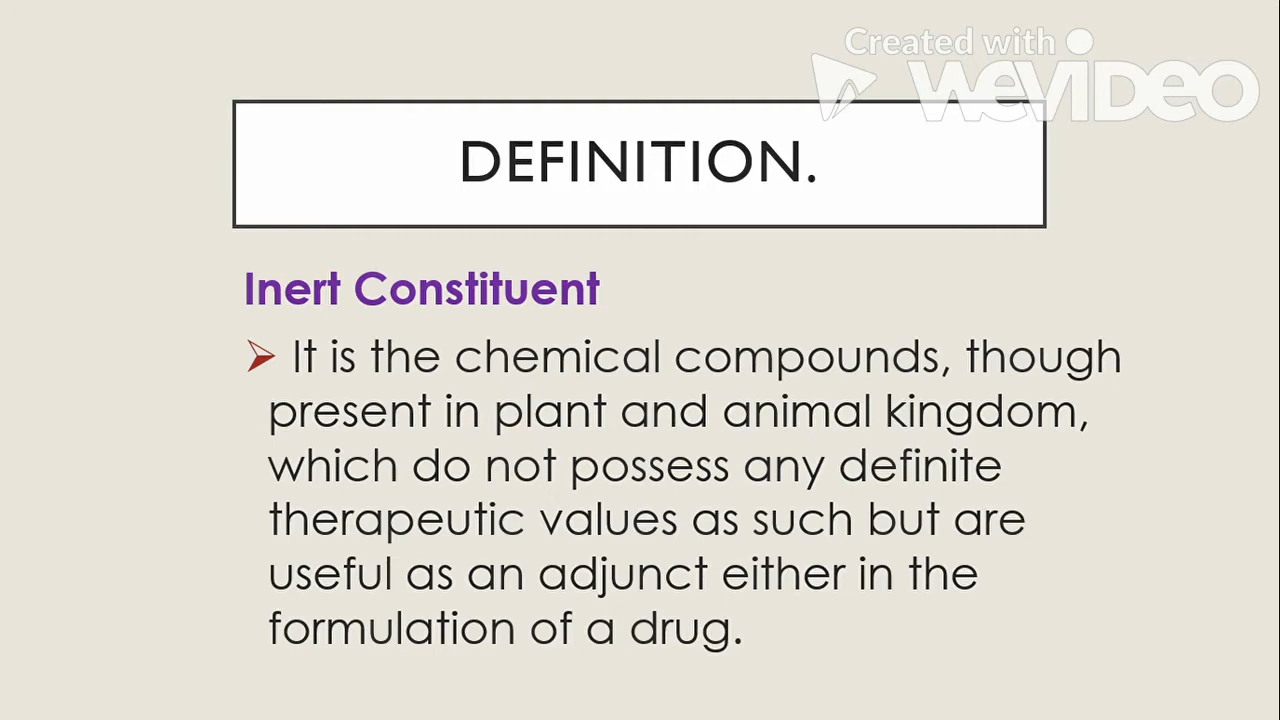 Created with
WEVIDEO
DEFINITION.
Inert Constituent
It is the chemical compounds, though
present in plant and animal kingdom,
which do not possess any definite
therapeutic values as such but are
useful as an adjunct either in the
formulation of a drug.